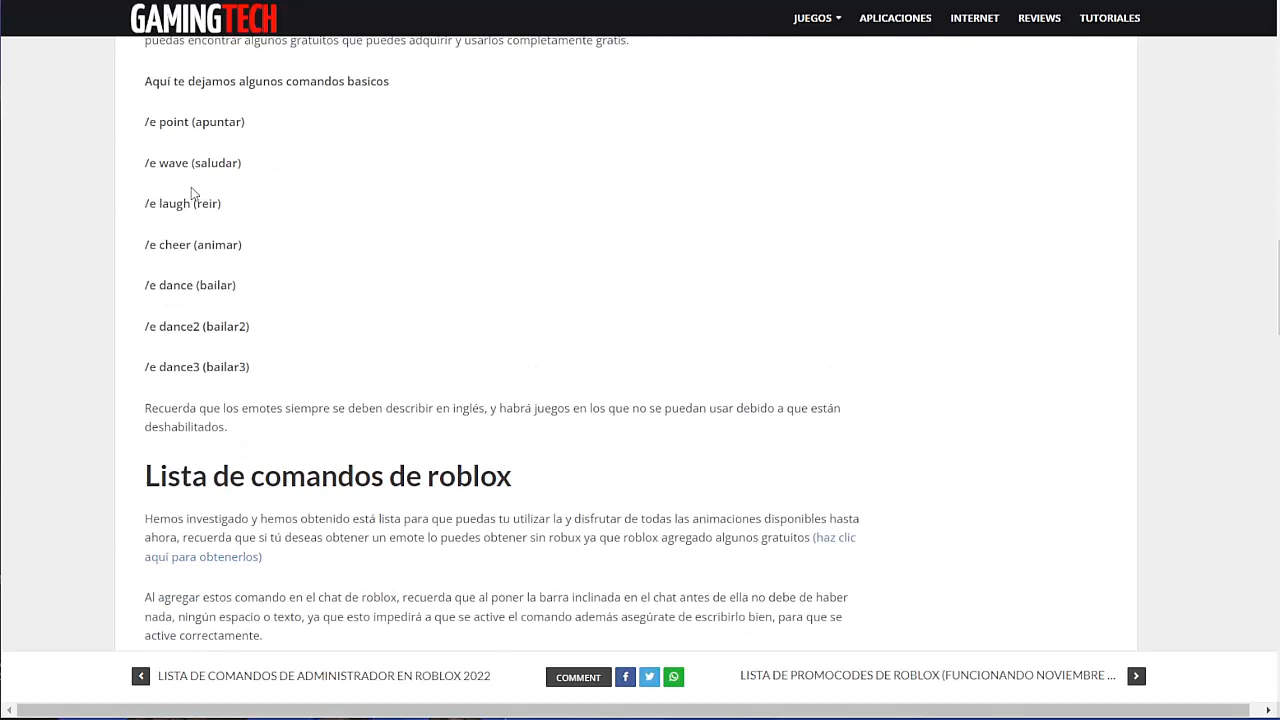 GAMINGTECH
JUEGOS APLICACIONES INTERNET REVIEWS TUTORIALES
puedas encontrar algunos gratuitos que puedes adquirir y usarlos completamente gratis.
Aquí te dejamos algunos comandos basicos
/e point (apuntar)
/e wave (saludar)
/e laugh (reir)
/e cheer (animar)
/e dance (bailar)
/e dance2 (bailar2)
/e dance3 (bailar3)
Recuerda que los emotes siempre se deben describir en inglés, y habrá juegos en los que no se puedan usar debido a que están
deshabilitados.
Lista de comandos de roblox
Hemos investigado y hemos obtenido está lista para que puedas tu utilizar la y disfrutar de todas las animaciones disponibles hasta
ahora, recuerda que si tú deseas obtener un emote lo puedes obtener sin robux ya que roblox agregado algunos gratuitos (haz clic
aquí para obtenerlos)
Al agregar estos comando en el chat de roblox, recuerda que al poner la barra inclinada en el chat antes de ella no debe de haber
nada, ningún espacio o texto, ya que esto impedirá a que se active el comando además asegúrate de escribirlo bien, para que se
active correctamente.
LISTA DE COMANDOS DE ADMINISTRADOR EN ROBLOX 2022
COMMENT
LISTA DE PROMOCODES DE ROBLOX (FUNCIONANDO NOVIEMBRE ...